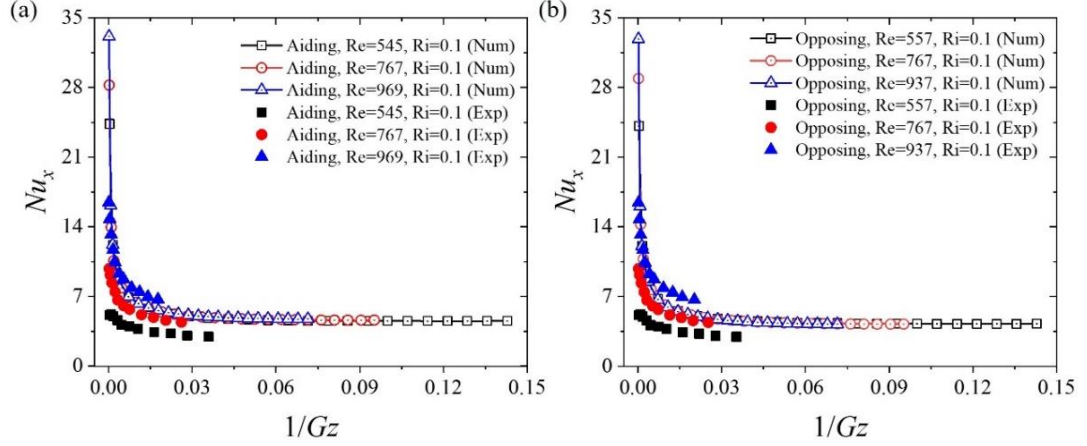 (a)
35
28
21
14
7
0
Nu_x
Aiding, Re=545, Ri=0.1 (Num)
Aiding, Re=767, Ri=0.1 (Num)
Aiding, Re=969, Ri=0.1 (Num)
Aiding, Re=545, Ri=0.1 (Exp)
Aiding, Re=767, Ri=0.1 (Exp)
Aiding, Re=969, Ri=0.1 (Exp)
0.00 0.03 0.06 0.09 0.12 0.15
1/Gz
(b)
35
28
21
14
7
0
Nu_x
Opposing, Re=557, Ri=0.1 (Num)
Opposing, Re=767, Ri=0.1 (Num)
Opposing, Re=937, Ri=0.1 (Num)
Opposing, Re=557, Ri=0.1 (Exp)
Opposing, Re=767, Ri=0.1 (Exp)
Opposing, Re=937, Ri=0.1 (Exp)
0.00 0.03 0.06 0.09 0.12 0.15
1/Gz